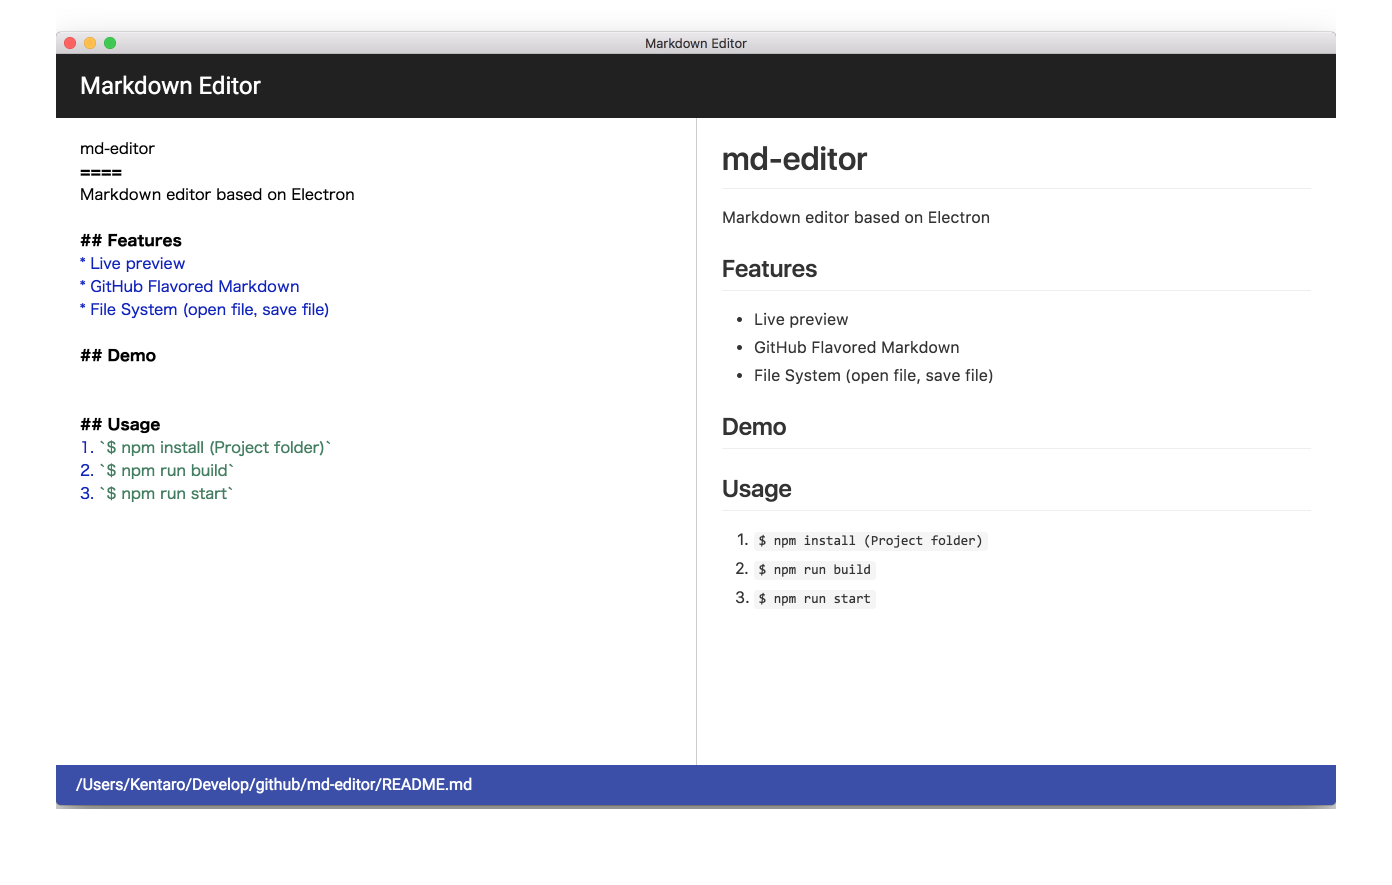 Markdown Editor
Markdown Editor
md-editor
====
Markdown editor based on Electron
## Features
* Live preview
* GitHub Flavored Markdown
* File System (open file, save file)
## Demo
## Usage
1. `$ npm install (Project folder)`
2. `$ npm run build`
3. `$ npm run start`
md-editor
Markdown editor based on Electron
Features
• Live preview
• GitHub Flavored Markdown
• File System (open file, save file)
Demo
Usage
1. $ npm install (Project folder)
2. $ npm run build
3. $ npm run start
/Users/Kentaro/Develop/github/md-editor/README.md